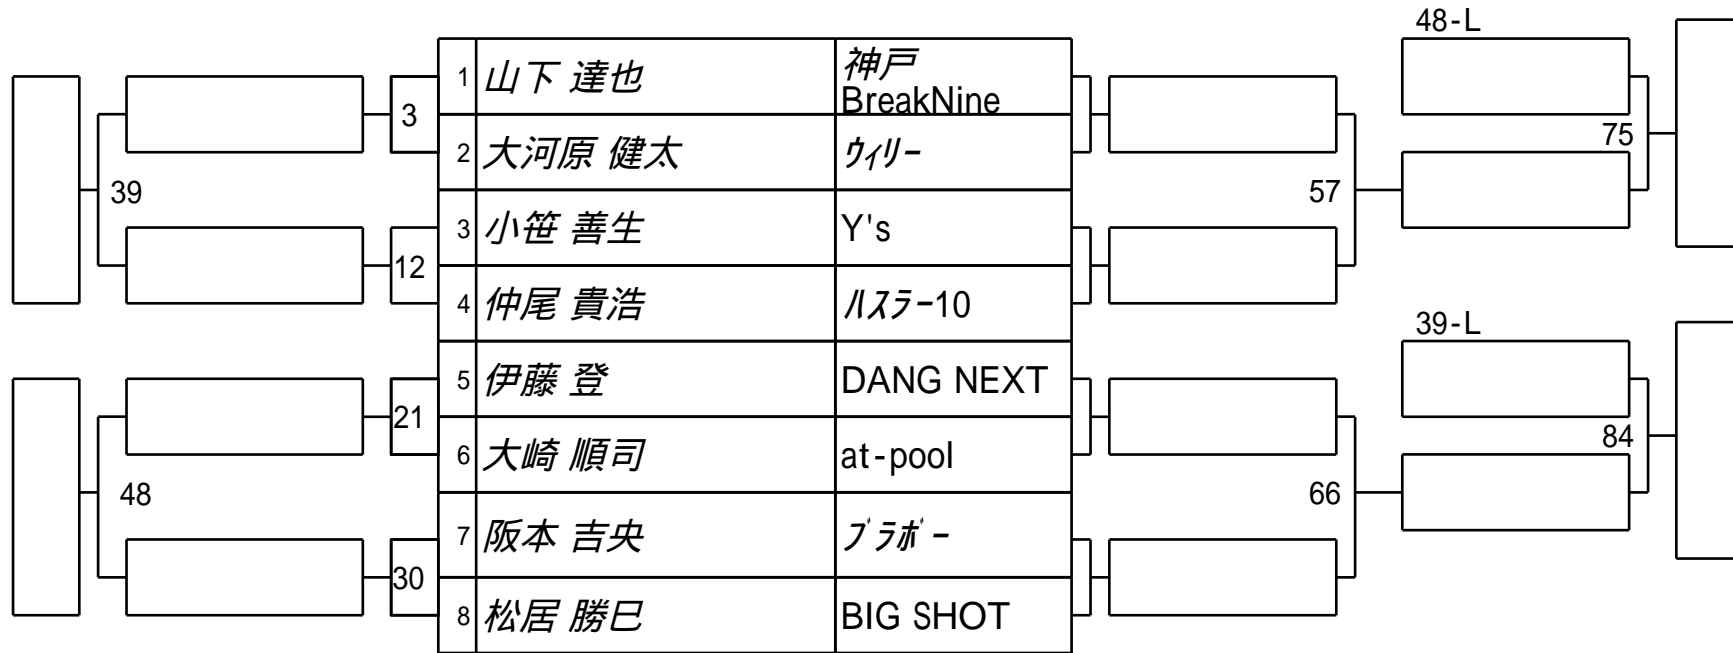 48-L
1 山下 達也 神戸
BreakNine
3
2 大河原 健太 ウィリー
75
39
57
3 小笹 善生 Y's
12
4 仲尾 貴浩 ハスラー10
39-L
5 伊藤 登 DANG NEXT
21
84
6 大崎 順司 at-pool
48
66
7 阪本 吉央 ブラボー
30
8 松居 勝巳 BIG SHOT